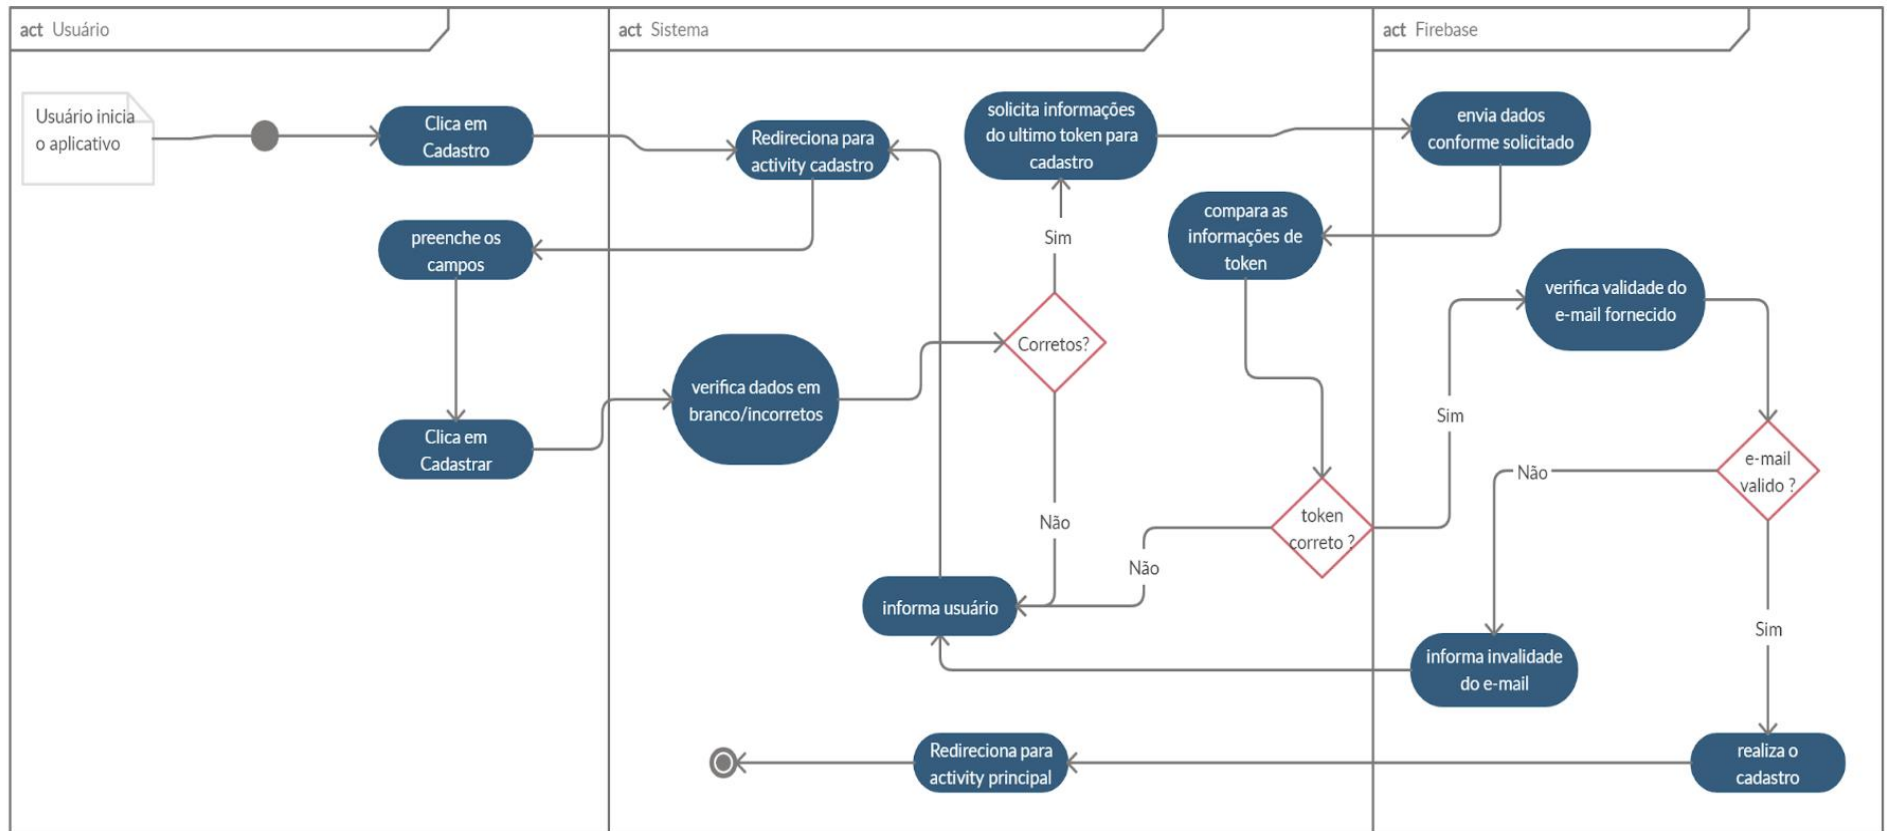 act Usuário
act Sistema
act Firebase
Usuário inicia
o aplicativo
Clica em
Cadastro
Redireciona para
activity cadastro
solicita informações
do ultimo token para
cadastro
envia dados
conforme solicitado
preenche os
campos
Sim
compara as
informações de
token
verifica validade do
e-mail fornecido
Corretos?
verifica dados em
branco/incorretos
Sim
Clica em
Cadastrar
e-mail
valido ?
Não
Não
token
correto ?
Não
informa usuário
Sim
informa invalidade
do e-mail
Redireciona para
activity principal
realiza o
cadastro